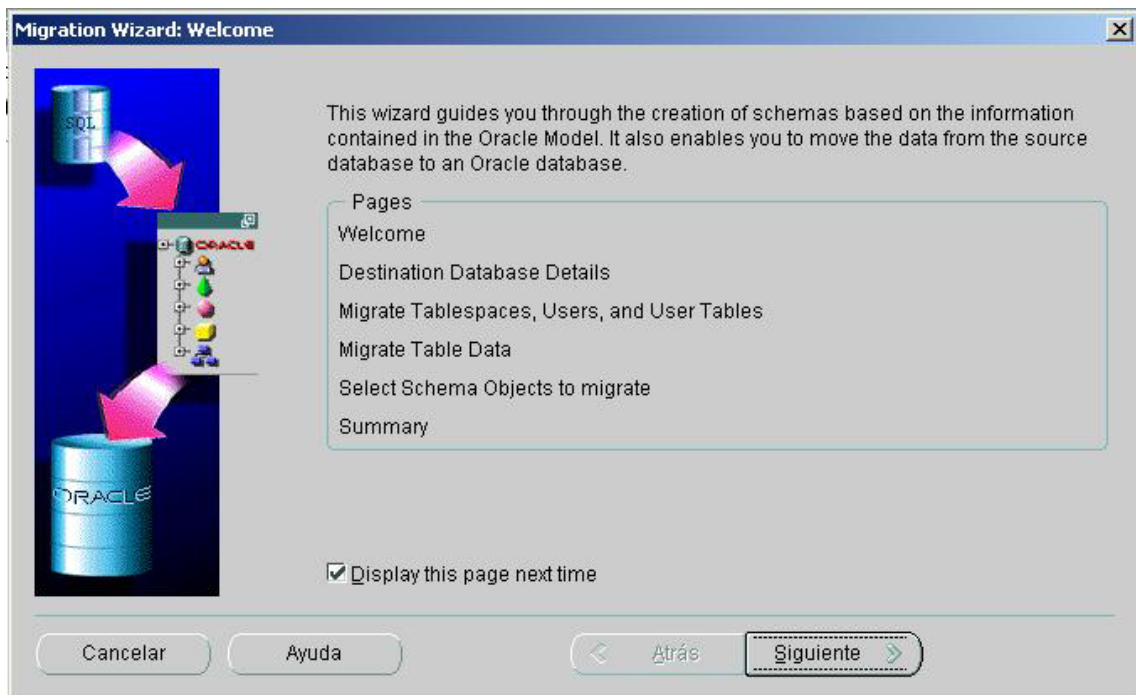 Migration Wizard: Welcome
SQL
ORACLE
ORACLE
This wizard guides you through the creation of schemas based on the information
contained in the Oracle Model. It also enables you to move the data from the source
database to an Oracle database.
Pages
Welcome
Destination Database Details
Migrate Tablespaces, Users, and User Tables
Migrate Table Data
Select Schema Objects to migrate
Summary
Display this page next time
Cancelar
Ayuda
Atrás
Siguiente